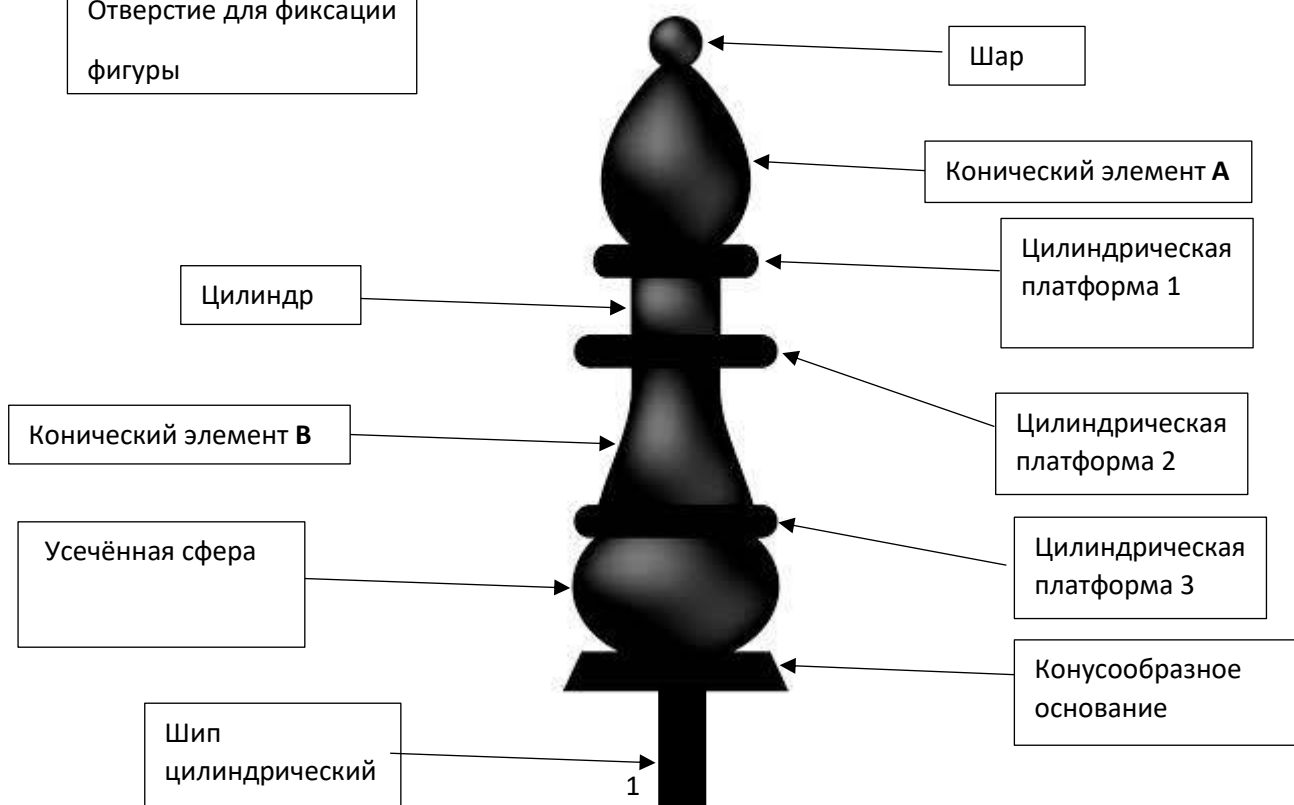 Отверстие для фиксации
фигуры
Шар
Конический элемент А
Цилиндрическая
платформа 1
Цилиндр
Конический элемент В
Цилиндрическая
платформа 2
Усечённая сфера
Цилиндрическая
платформа 3
Конусообразное
основание
Шип
цилиндрический
1